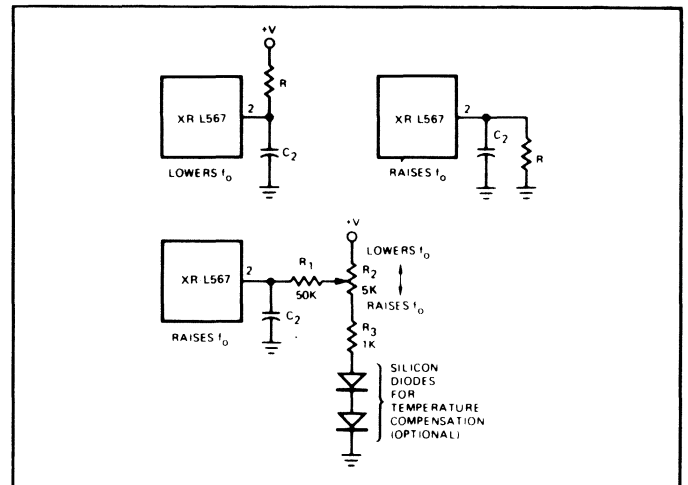 +V
R
XR L567
2
C2
LOWERS fo
XR L567
2
C2
R
RAISES fo
+V
LOWERS fo
XR L567
2
R1
50K
R2
5K
RAISES fo
C2
RAISES fo
R3
1K
SILICON
DIODES
FOR
TEMPERATURE
COMPENSATION
(OPTIONAL)